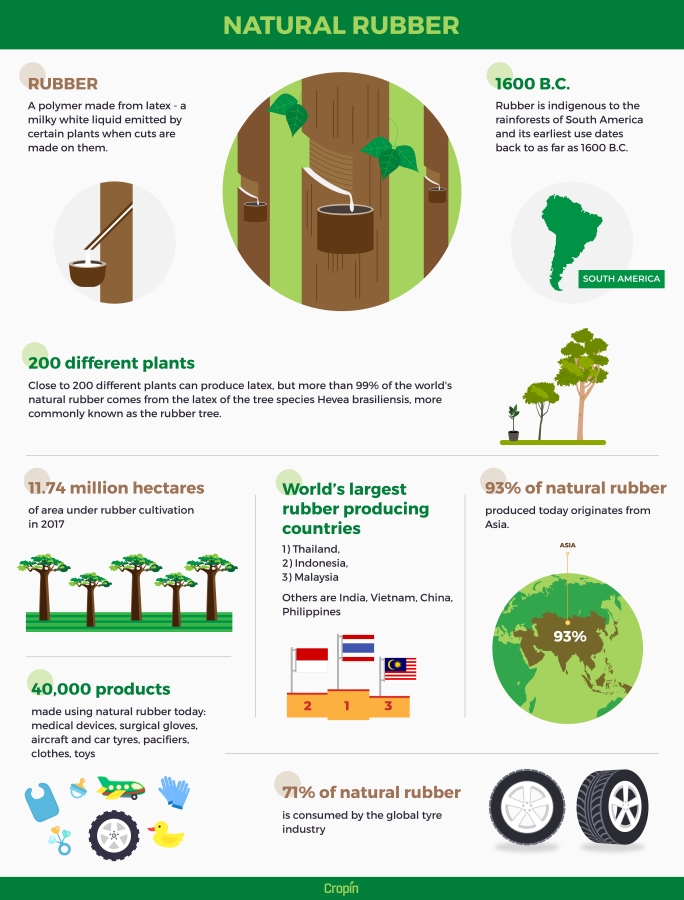 NATURAL RUBBER
RUBBER
A polymer made from latex - a
milky white liquid emitted by
certain plants when cuts are
made on them.
1600 B.C.
Rubber is indigenous to the
rainforests of South America
and its earliest use dates
back to as far as 1600 B.C.
SOUTH AMERICA
200 different plants
Close to 200 different plants can produce latex, but more than 99% of the world's
natural rubber comes from the latex of the tree species Hevea brasiliensis, more
commonly known as the rubber tree.
11.74 million hectares
of area under rubber cultivation
in 2017
World's largest
rubber producing
countries
1) Thailand,
2) Indonesia,
3) Malaysia
Others are India, Vietnam, China,
Philippines
2
1
3
93% of natural rubber
produced today originates from
Asia.
ASIA
93%
40,000 products
made using natural rubber today:
medical devices, surgical gloves,
aircraft and car tyres, pacifiers,
clothes, toys
71% of natural rubber
is consumed by the global tyre
industry
Cropin